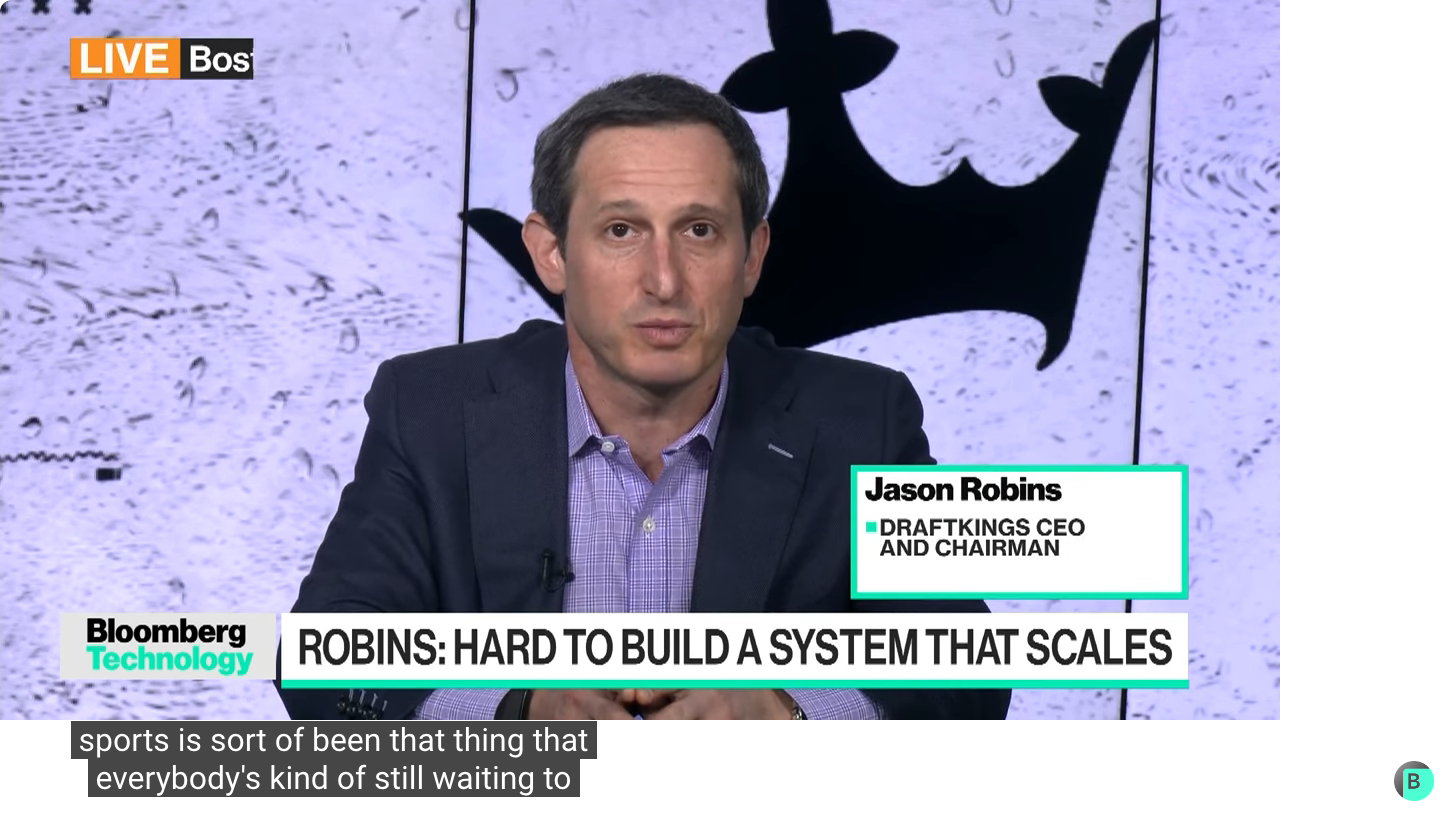 LIVE Bos
Jason Robins
DRAFTKINGS CEO
AND CHAIRMAN
Bloomberg
Technology
ROBINS: HARD TO BUILD A SYSTEM THAT SCALES
sports is sort of been that thing that
everybody's kind of still waiting to
B